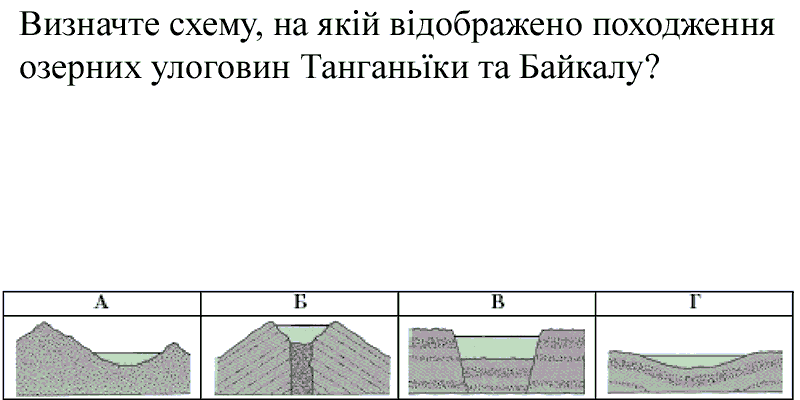 Визначте схему, на якій відображено походження
озерних улоговин Танганьїки та Байкалу?
А Б В Г